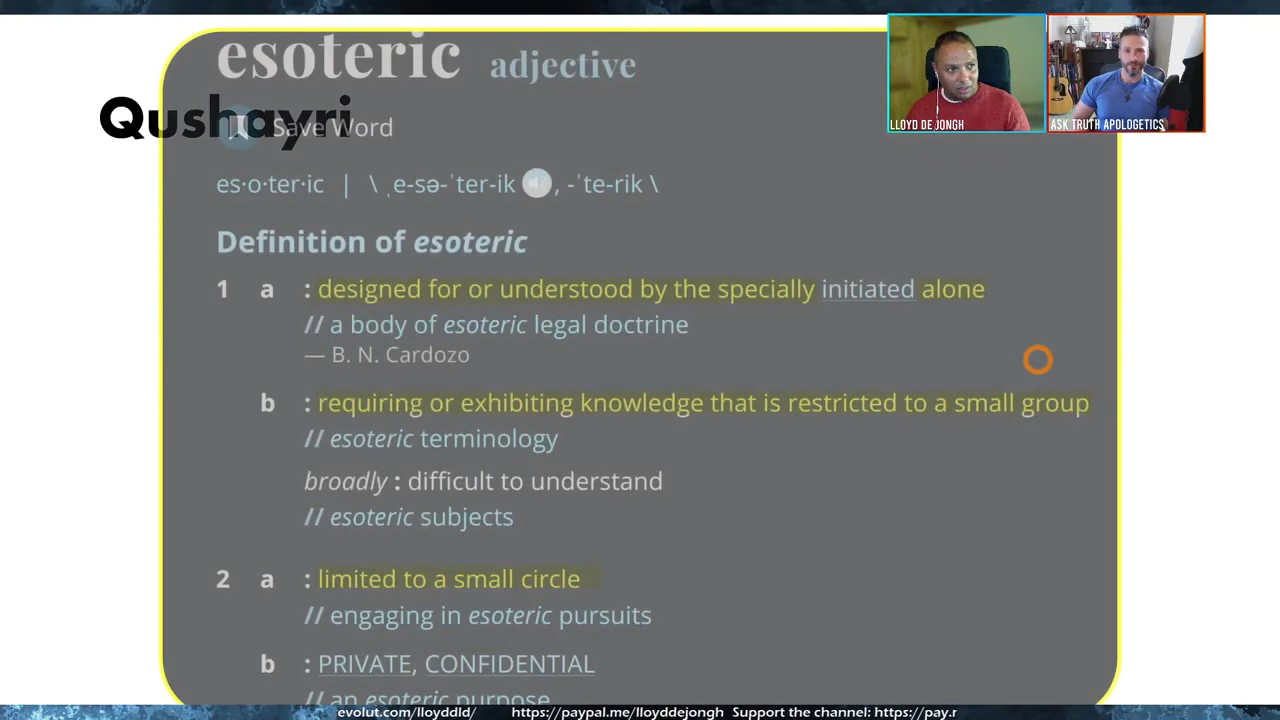 esoteric adjective
Qushayri
Save Word
es·o·ter·ic | \ ˌe-sə-ˈter-ik , -ˈte-rik \
Definition of esoteric
1 a : designed for or understood by the specially initiated alone
// a body of esoteric legal doctrine
— B. N. Cardozo
b : requiring or exhibiting knowledge that is restricted to a small group
// esoteric terminology
broadly : difficult to understand
// esoteric subjects
2 a : limited to a small circle
// engaging in esoteric pursuits
b : PRIVATE, CONFIDENTIAL
// an esoteric purpose
LLOYD DE JONGH
ASK TRUTH APOLOGETICS
evolut.com/lloyddld/ https://paypal.me/lloyddejongh Support the channel: https://pay.r